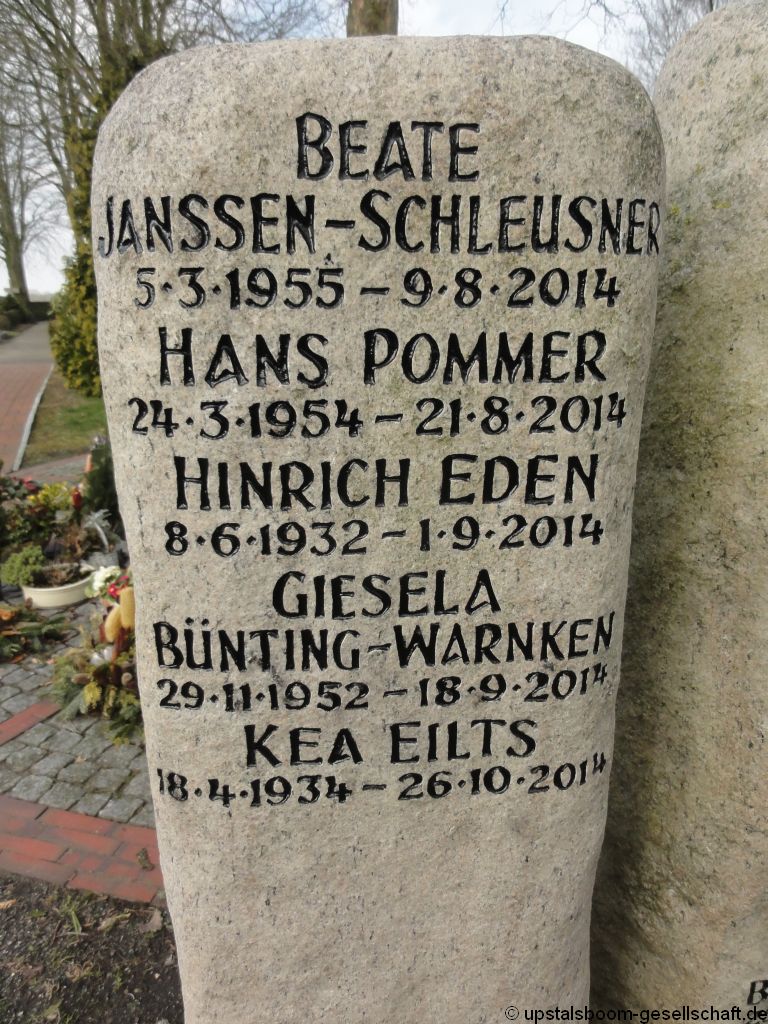 BEATE
JANSSEN-SCHLEUSNER
5·3·1955 - 9·8·2014
HANS POMMER
24·3·1954 - 21·8·2014
HINRICH EDEN
8·6·1932 - 1·9·2014
GIESELA
BÜNTING-WARNKEN
29·11·1952 - 18·9·2014
KEA EILTS
18·4·1934 - 26·10·2014
© upstalsboom-gesellschaft.de